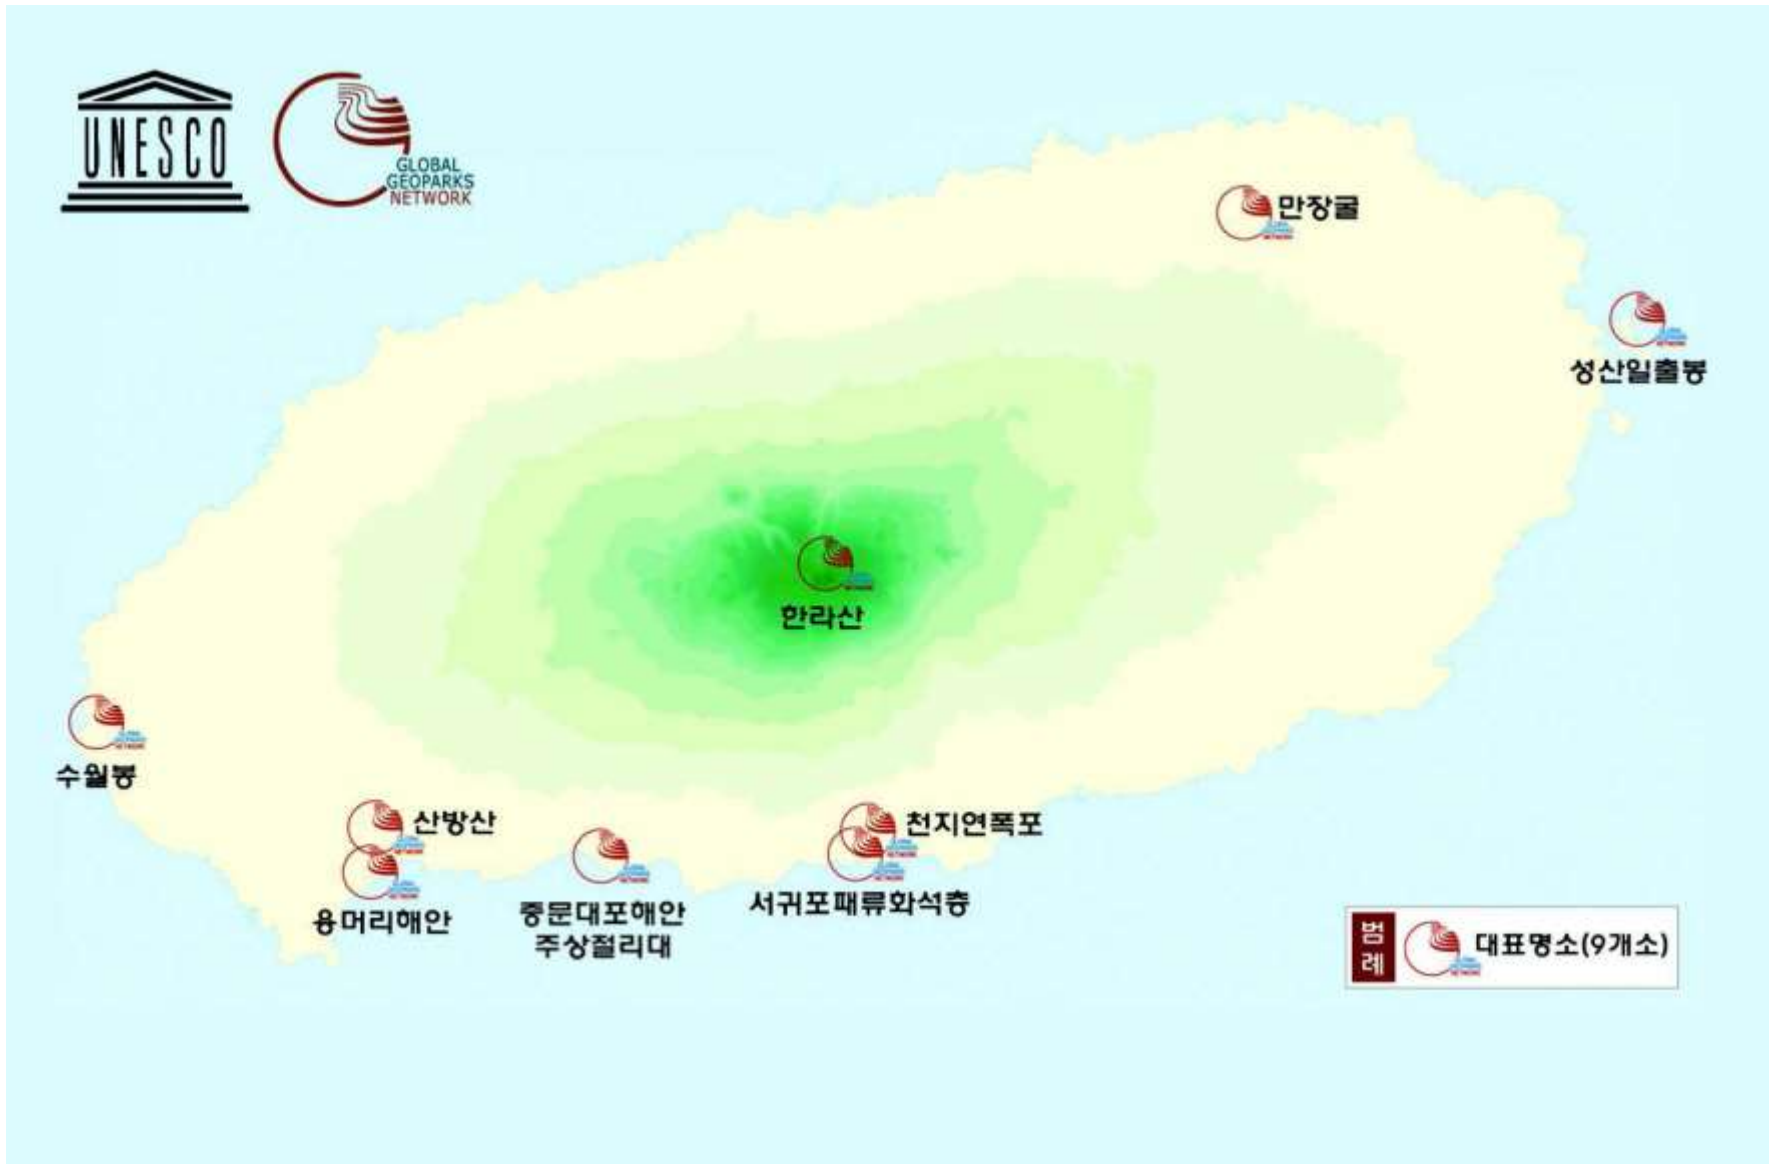 UNESCO
GLOBAL
GEOPARKS
NETWORK
만장굴
성산일출봉
한라산
수월봉
산방산
용머리해안
중문대포해안
주상절리대
천지연폭포
서귀포패류화석층
범례
대표명소(9개소)